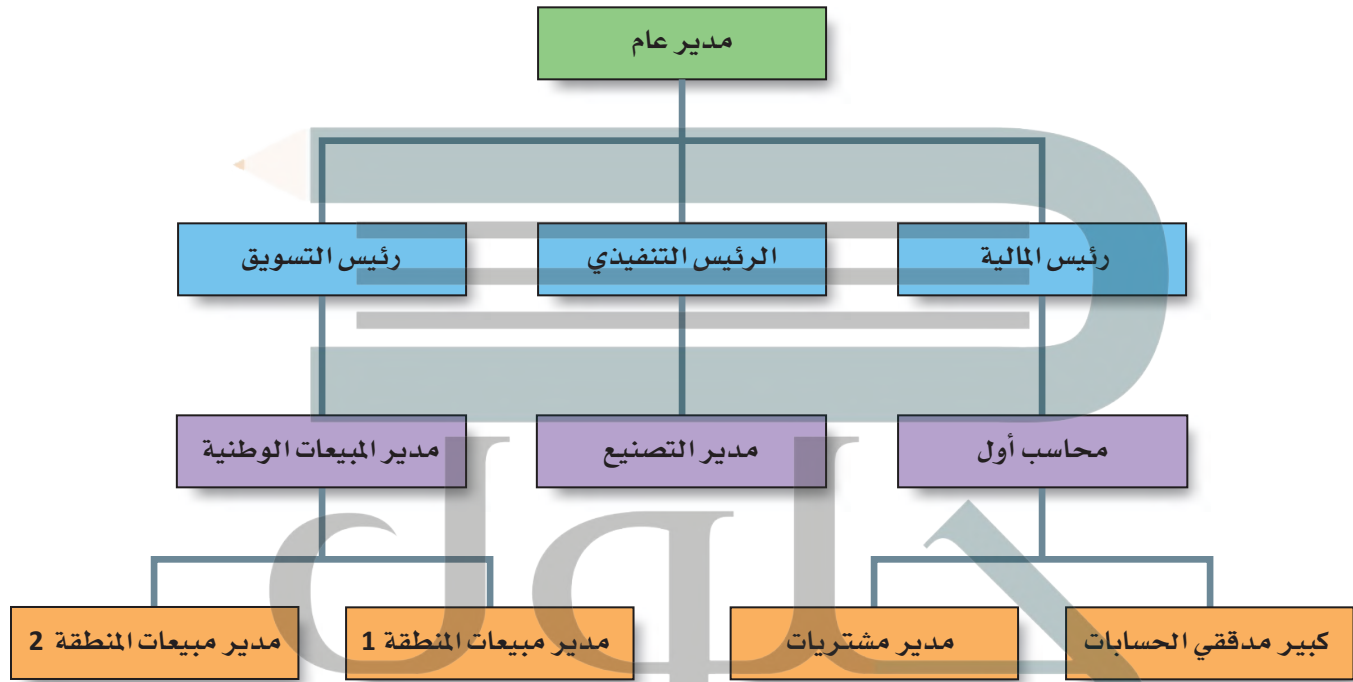 مدير عام
رئيس المالية
الرئيس التنفيذي
رئيس التسويق
محاسب أول
مدير التصنيع
مدير المبيعات الوطنية
كبير مدققي الحسابات
مدير مشتريات
مدير مبيعات المنطقة 1
مدير مبيعات المنطقة 2
حلول